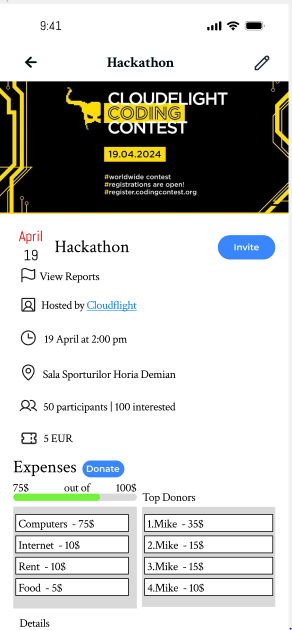 9:41
Hackathon
CLOUDFLIGHT
CODING
CONTEST
19.04.2024
#worldwide contest
#registrations are open!
#register.codingcontest.org
April
19
Hackathon
Invite
View Reports
Hosted by Cloudflight
19 April at 2:00 pm
Sala Sporturilor Horia Demian
50 participants | 100 interested
5 EUR
Expenses
Donate
75$ out of 100$
Top Donors
Computers - 75$
Internet - 10$
Rent - 10$
Food - 5$
1.Mike - 35$
2.Mike - 15$
3.Mike - 15$
4.Mike - 10$
Details